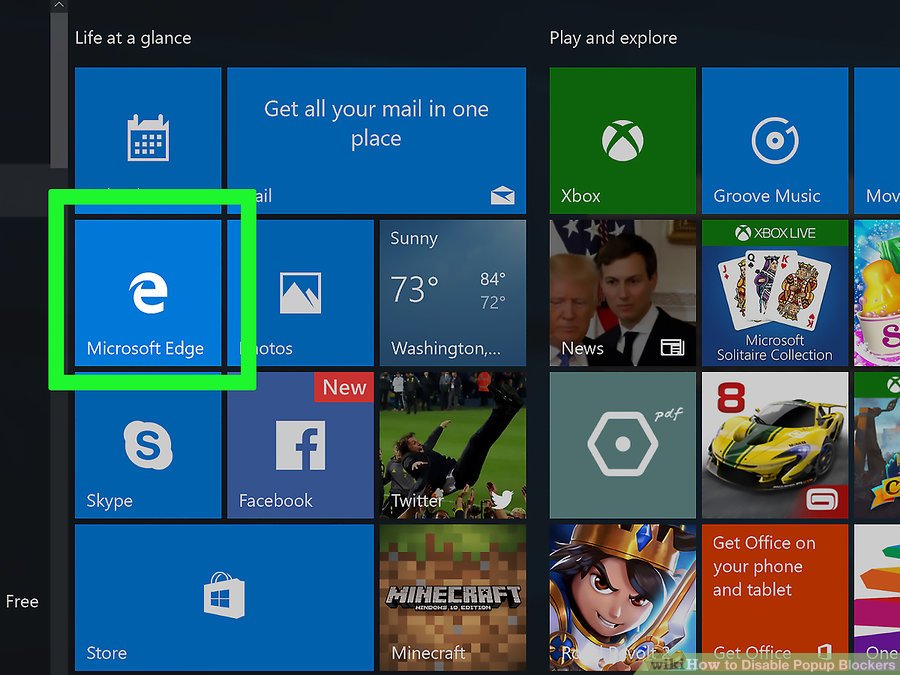 Life at a glance
Play and explore
Get all your mail in one
place
ail
Xbox
Groove Music
Mov
Sunny
73°
84°
72°
Washington,...
Microsoft Edge
hotos
News
XBOX LIVE
J
Q
K
K
Microsoft
Solitaire Collection
New
Skype
Facebook
Twitter
pdf
8
Free
Store
MINECRAFT
WINDOWS 10 EDITION
Minecraft
Get Office on
your phone
and tablet
Get Office
One
wikiHow to Disable Popup Blockers